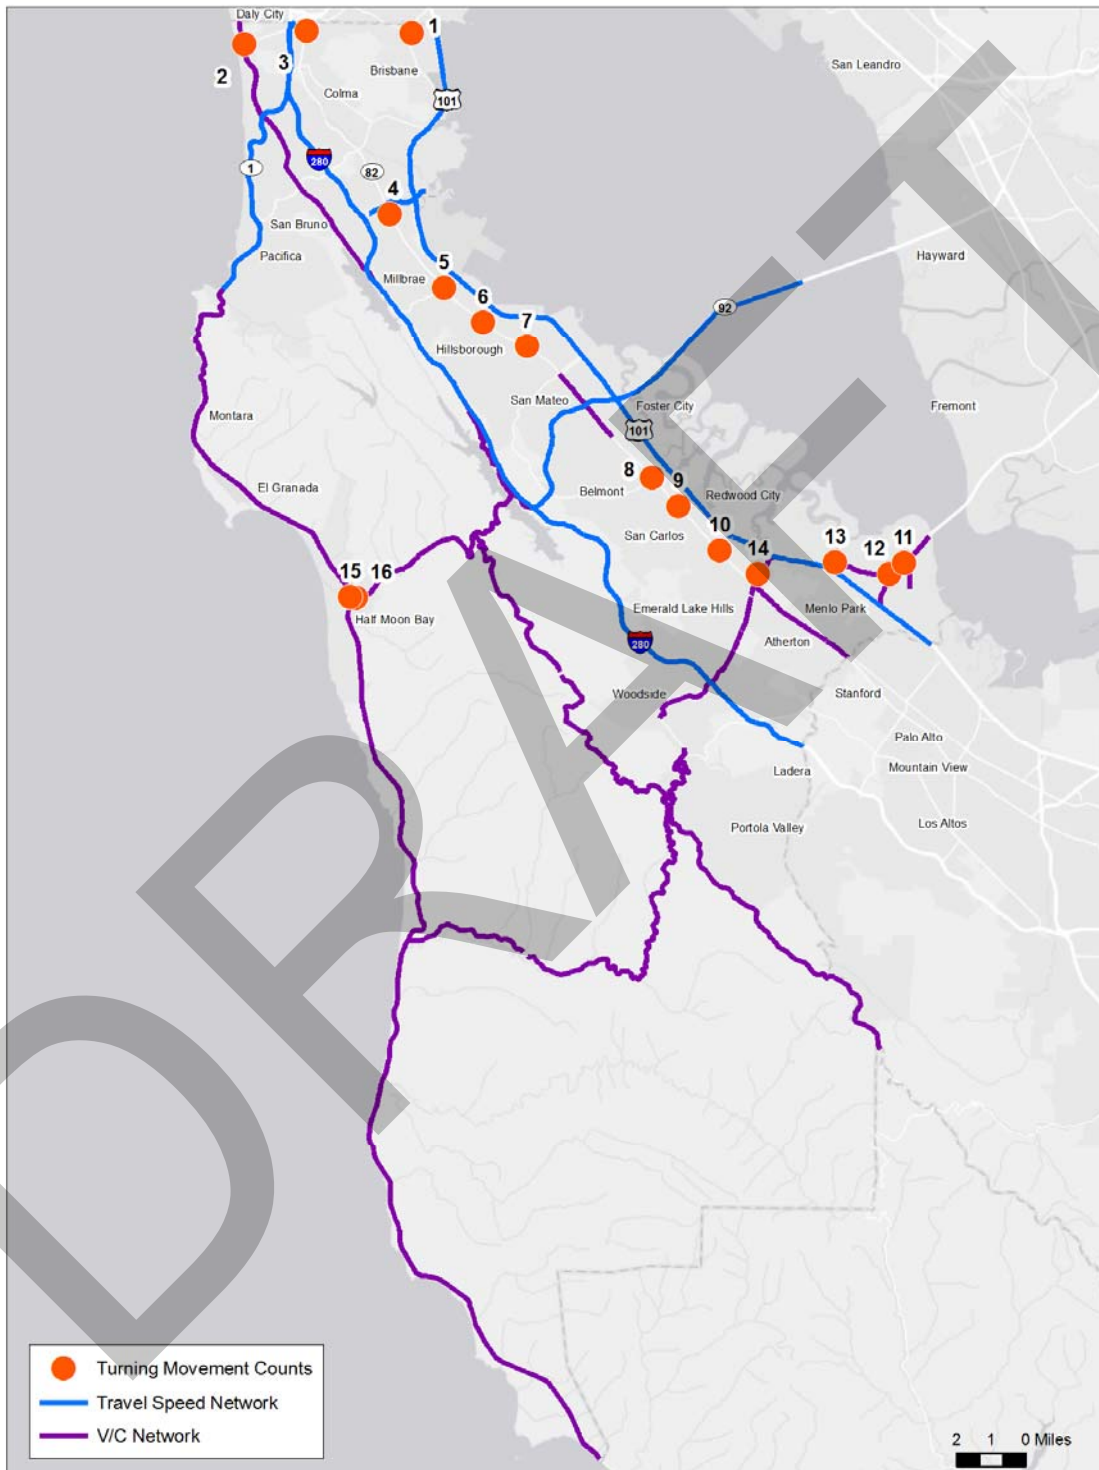 Daly City
1
2
3
Brisbane
San Leandro
Colma
101
280
1
82
4
San Bruno
Pacifica
Hayward
5
Millbrae
6
92
7
Hillsborough
San Mateo
Foster City
Fremont
Montara
101
8
9
Belmont
Redwood City
El Granada
San Carlos
10
13
11
12
14
15
16
Emerald Lake Hills
Menlo Park
Half Moon Bay
Atherton
280
Woodside
Stanford
Palo Alto
Ladera
Mountain View
Portola Valley
Los Altos
DRAFT
Turning Movement Counts
Travel Speed Network
V/C Network
2 1 0 Miles